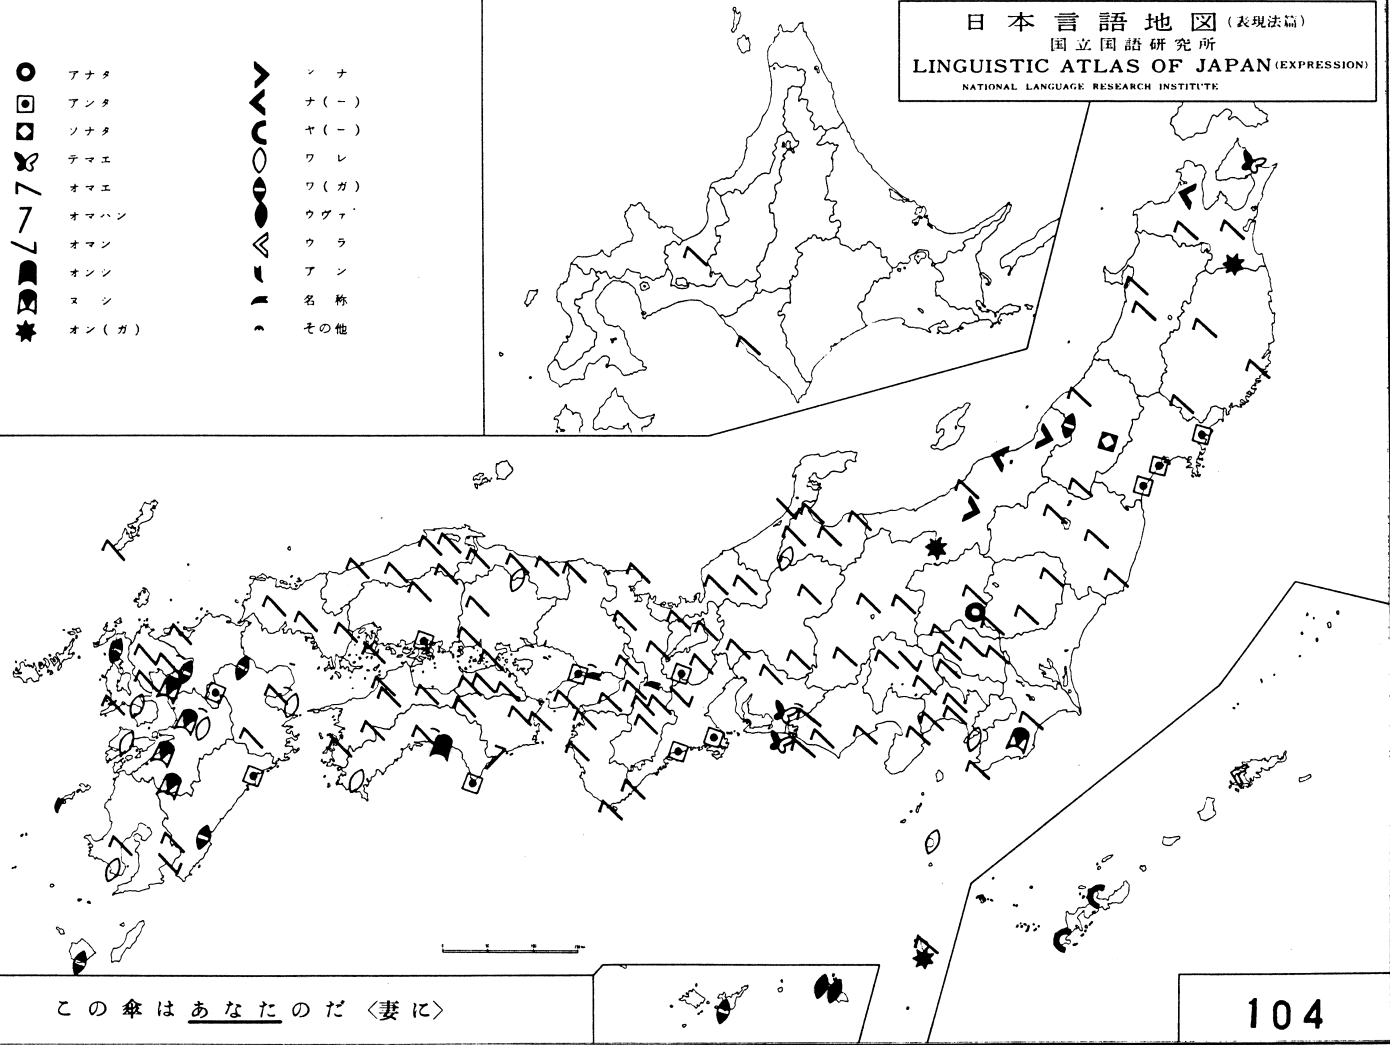 日本言語地図(表現法篇)
国立国語研究所
LINGUISTIC ATLAS OF JAPAN (EXPRESSION)
NATIONAL LANGUAGE RESEARCH INSTITUTE
アナタ
アンタ
ソナタ
テマエ
オマエ
オマハン
オマン
オンシ
ヌシ
オン(ガ)
ンナ
ナ(ー)
ヤ(ー)
ワレ
ワ(ガ)
ウヴァ
ウラ
アン
名称
その他
この傘はあなたのだ〈妻に〉
104